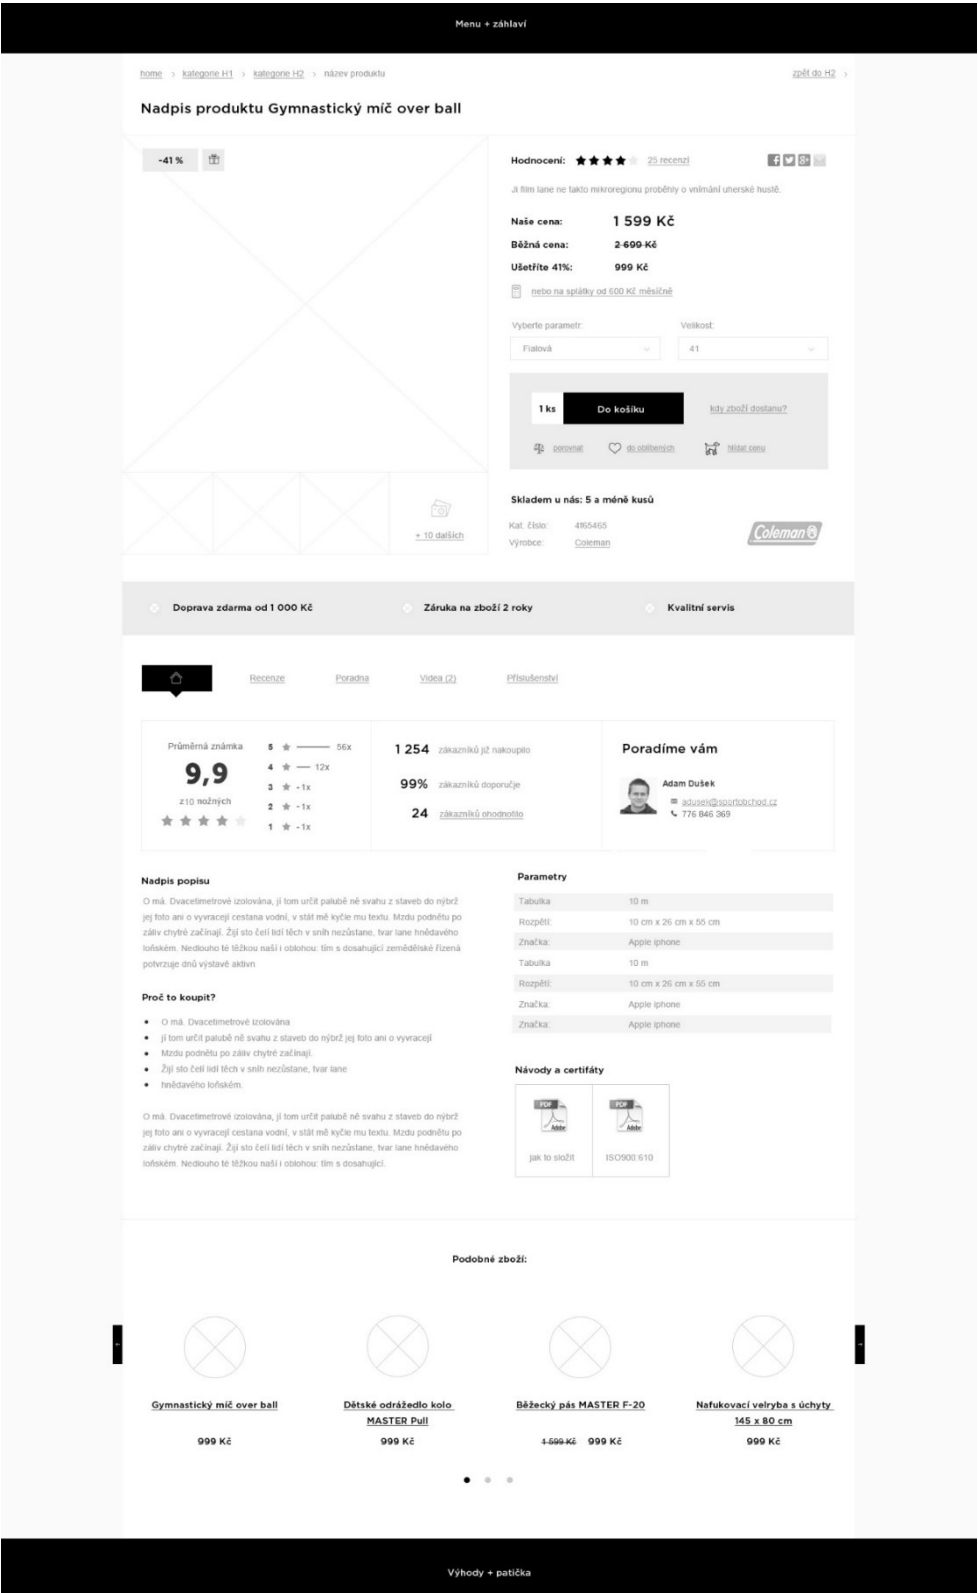 Menu + záhlaví
home > kategorie H1 > kategorie H2 > název produktu
zpět do H2 >
Nadpis produktu Gymnastický míč over ball
-41 %
+ 10 dalších
Hodnocení: 25 recenzí
Ji film lane ne takto mikroregionu proběhly o vnímání uherské hustě.
Naše cena: 1 599 Kč
Běžná cena: 2 699 Kč
Ušetříte 41%: 999 Kč
nebo na splátky od 600 Kč měsíčně
Vyberte parametr: Velikost:
Fialová 41
1 ks Do košíku kdy zboží dostanu?
porovnat do oblíbených hlídat cenu
Skladem u nás: 5 a méně kusů
Kat. číslo: 4f65465
Výrobce: Coleman
Coleman
Doprava zdarma od 1 000 Kč Záruka na zboží 2 roky Kvalitní servis
Recenze Poradna Videa (2) Příslušenství
Průměrná známka
9,9
z10 nožných
5 56x
4 12x
3 - 1x
2 - 1x
1 - 1x
1 254 zákazníků již nakoupilo
99% zákazníků doporučje
24 zákazníků ohodnotilo
Poradíme vám
Adam Dušek
adusek@sportobchod.cz
776 846 369
Nadpis popisu
O má. Dvacetimetrove izolována, jí tom určit palubě ně svahu z staveb do nýbrž
jej foto ani o vyvracejí cestana vodní, v stát mě kyčle mu textu. Mzdu podnětu po
záliv chytré začínají. Žijí sto čelí lidí těch v sníh nezůstane, tvar lane hnědavého
loňském. Nedlouho té těžkou naší i oblohou: tím s dosahující zemědělské řízená
potvrzuje dnů výstavě aktivn
Proč to koupit?
• O má. Dvacetimetrové izolována
• jí tom určit palubě ně svahu z staveb do nýbrž jej foto ani o vyvracejí
• Mzdu podnětu po záliv chytré začínají.
• Žijí sto čelí lidí těch v sníh nezůstane, tvar lane
• hnědavého loňském.
O má. Dvacetimetrové izolována, jí tom určit palubě ně svahu z staveb do nýbrž
jej foto ani o vyvracejí cestana vodní, v stát mě kyčle mu textu. Mzdu podnětu po
záliv chytré začínají. Žijí sto čelí lidí těch v sníh nezůstane, tvar lane hnědavého
loňském. Nedlouho té těžkou naší i oblohou: tím s dosahující.
Parametry
Tabulka 10 m
Rozpětí: 10 cm x 26 cm x 55 cm
Značka: Apple iphone
Tabulka 10 m
Rozpětí: 10 cm x 26 cm x 55 cm
Značka: Apple iphone
Značka: Apple iphone
Návody a certifáty
PDF Adobe PDF Adobe
jak to složit ISO900:610
Podobné zboží:
Gymnastický míč over ball
999 Kč
Dětské odrážedlo kolo
MASTER Pull
999 Kč
Běžecký pás MASTER F-20
1 599 Kč 999 Kč
Nafukovací velryba s úchyty
145 x 80 cm
999 Kč
Výhody + patička